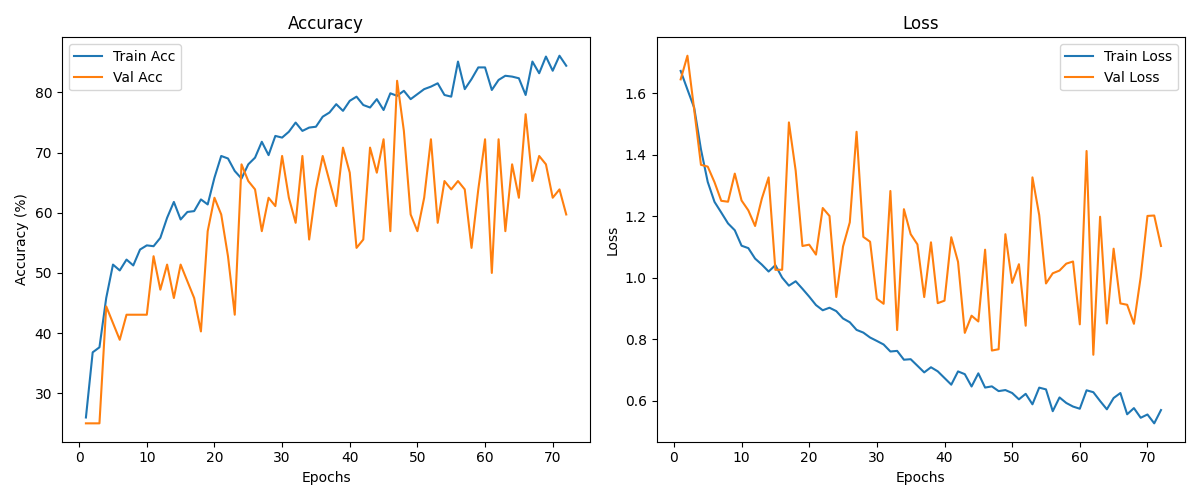 Accuracy
Train Acc
Val Acc
Accuracy (%)
80
70
60
50
40
30
0 10 20 30 40 50 60 70
Epochs
Loss
Train Loss
Val Loss
Loss
1.6
1.4
1.2
1.0
0.8
0.6
0 10 20 30 40 50 60 70
Epochs